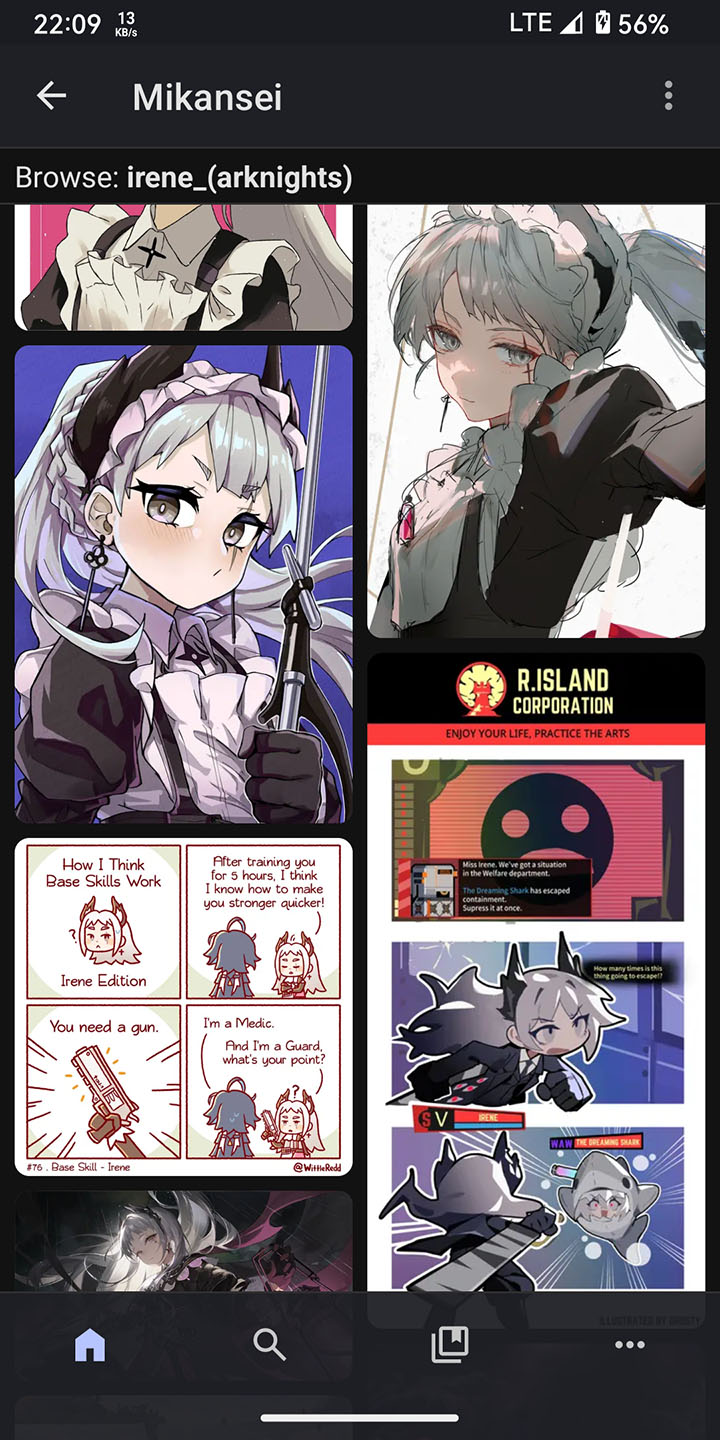 22:09
13
KB/s
LTE
56%
Mikansei
Browse: irene_(arknights)
How I Think
Base Skills Work
?
Irene Edition
After training you
for 5 hours, I think
I know how to make
you stronger quicker!
You need a gun.
I'm a Medic.
And I'm a Guard,
what's your point?
?
#76 . Base Skill - Irene
@WittleRedd
R.ISLAND
CORPORATION
ENJOY YOUR LIFE, PRACTICE THE ARTS
Miss Irene. We've got a situation
in the Welfare department.
The Dreaming Shark has escaped
containment.
Supress it at once.
How many times is this
thing going to escape!?
V
IRENE
WAW THE DREAMING SHARK
ILLUSTRATED BY